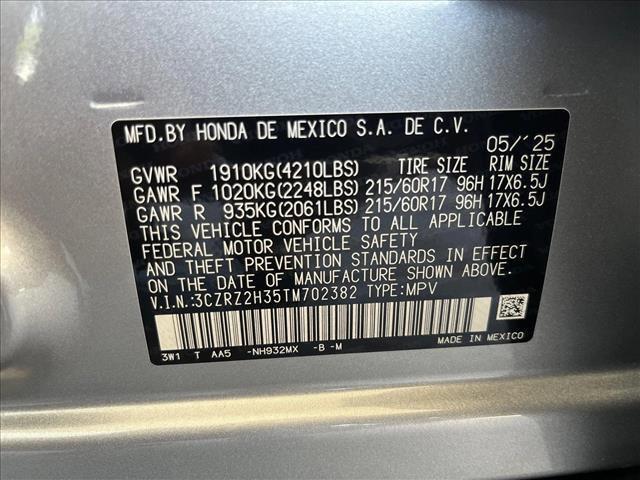 MFD.BY HONDA DE MEXICO S.A. DE C.V.
05/'25
GVWR 1910KG(4210LBS) TIRE SIZE RIM SIZE
GAWR F 1020KG(2248LBS) 215/60R17 96H 17X6.5J
GAWR R 935KG(2061LBS) 215/60R17 96H 17X6.5J
THIS VEHICLE CONFORMS TO ALL APPLICABLE
FEDERAL MOTOR VEHICLE SAFETY
AND THEFT PREVENTION STANDARDS IN EFFECT
ON THE DATE OF MANUFACTURE SHOWN ABOVE.
V.I.N.:3CZRZ2H35TM702382 TYPE:MPV
3W1 T AA5 -NH932MX -B -M
MADE IN MEXICO